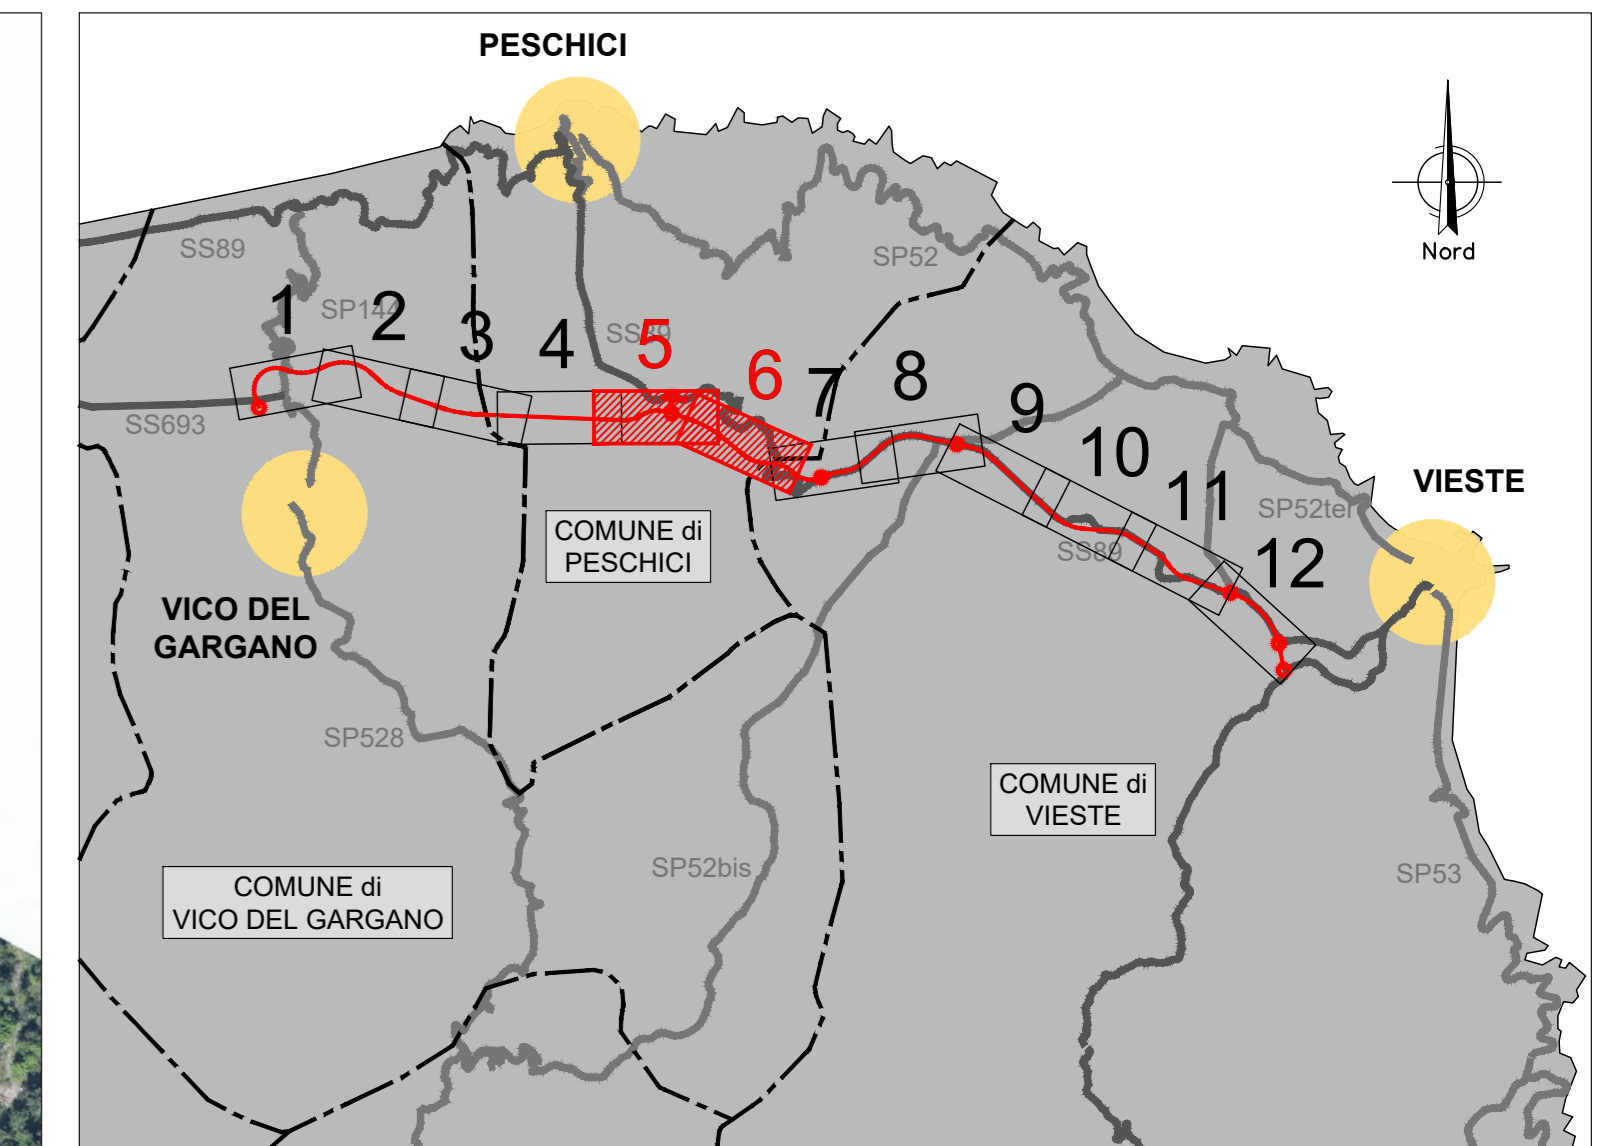 PESCHICI
Nord
SS89
SP52
SP144
1
2
3
4
SS89
5
6
7
8
9
10
11
12
SS693
SS89
SP52ter
VIESTE
COMUNE di
PESCHICI
VICO DEL
GARGANO
SP528
COMUNE di
VIESTE
SP52bis
SP53
COMUNE di
VICO DEL GARGANO